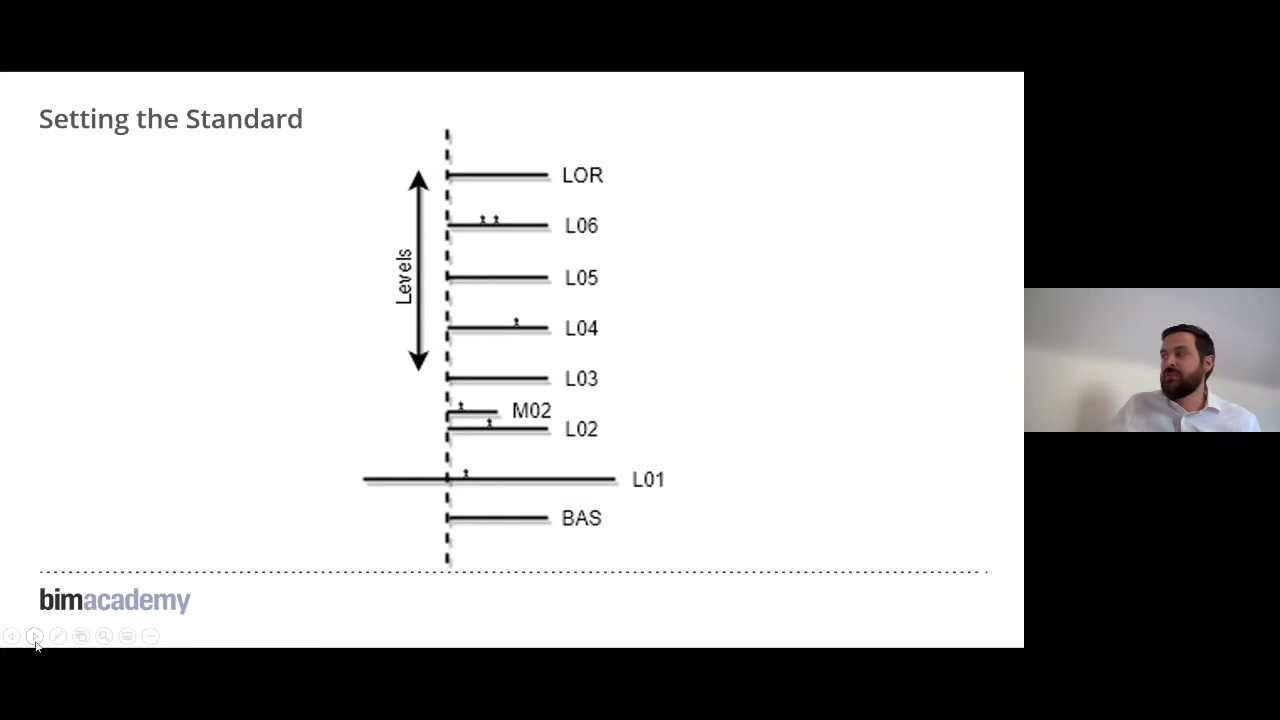 Setting the Standard
Levels
LOR
L06
L05
L04
L03
M02
L02
L01
BAS
bimacademy